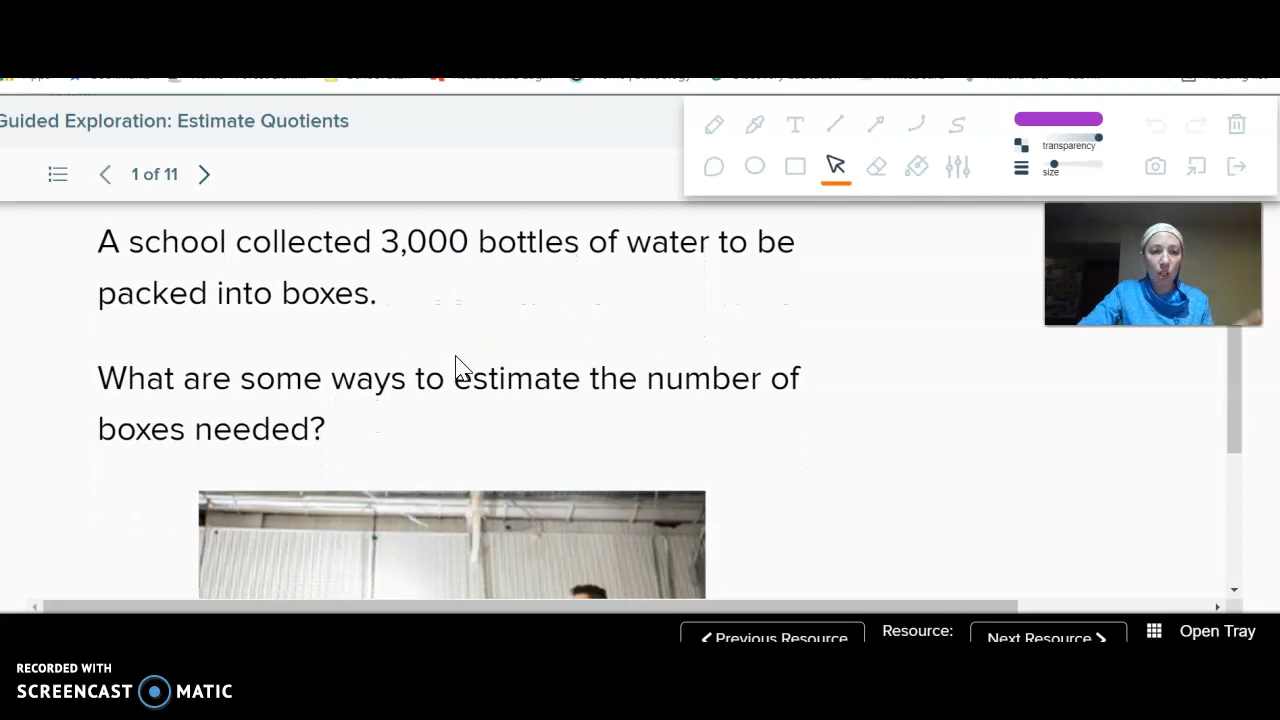 Guided Exploration: Estimate Quotients
1 of 11
transparency
size
A school collected 3,000 bottles of water to be
packed into boxes.
What are some ways to estimate the number of
boxes needed?
Previous Resource
Resource:
Next Resource
Open Tray
RECORDED WITH
SCREENCAST MATIC